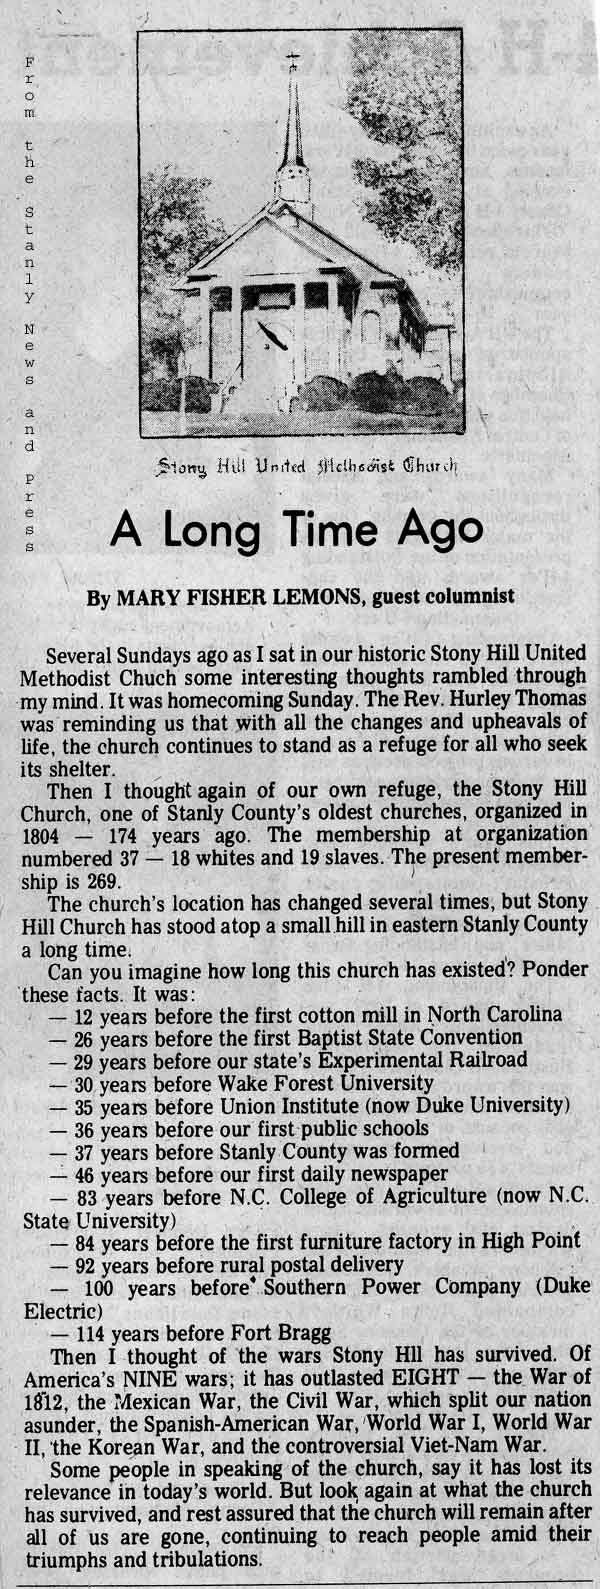 From the Stanly News and Press
Stony Hill United Methodist Church
A Long Time Ago
By MARY FISHER LEMONS, guest columnist
Several Sundays ago as I sat in our historic Stony Hill United
Methodist Chuch some interesting thoughts rambled through
my mind. It was homecoming Sunday. The Rev. Hurley Thomas
was reminding us that with all the changes and upheavals of
life, the church continues to stand as a refuge for all who seek
its shelter.
Then I thought again of our own refuge, the Stony Hill
Church, one of Stanly County's oldest churches, organized in
1804 — 174 years ago. The membership at organization
numbered 37 — 18 whites and 19 slaves. The present member-
ship is 269.
The church's location has changed several times, but Stony
Hill Church has stood atop a small hill in eastern Stanly County
a long time.
Can you imagine how long this church has existed? Ponder
these facts. It was:
— 12 years before the first cotton mill in North Carolina
— 26 years before the first Baptist State Convention
— 29 years before our state's Experimental Railroad
— 30 years before Wake Forest University
— 35 years before Union Institute (now Duke University)
— 36 years before our first public schools
— 37 years before Stanly County was formed
— 46 years before our first daily newspaper
— 83 years before N.C. College of Agriculture (now N.C.
State University)
— 84 years before the first furniture factory in High Point
— 92 years before rural postal delivery
— 100 years before Southern Power Company (Duke
Electric)
— 114 years before Fort Bragg
Then I thought of the wars Stony HIl has survived. Of
America's NINE wars; it has outlasted EIGHT — the War of
1812, the Mexican War, the Civil War, which split our nation
asunder, the Spanish-American War, World War I, World War
II, the Korean War, and the controversial Viet-Nam War.
Some people in speaking of the church, say it has lost its
relevance in today's world. But look again at what the church
has survived, and rest assured that the church will remain after
all of us are gone, continuing to reach people amid their
triumphs and tribulations.